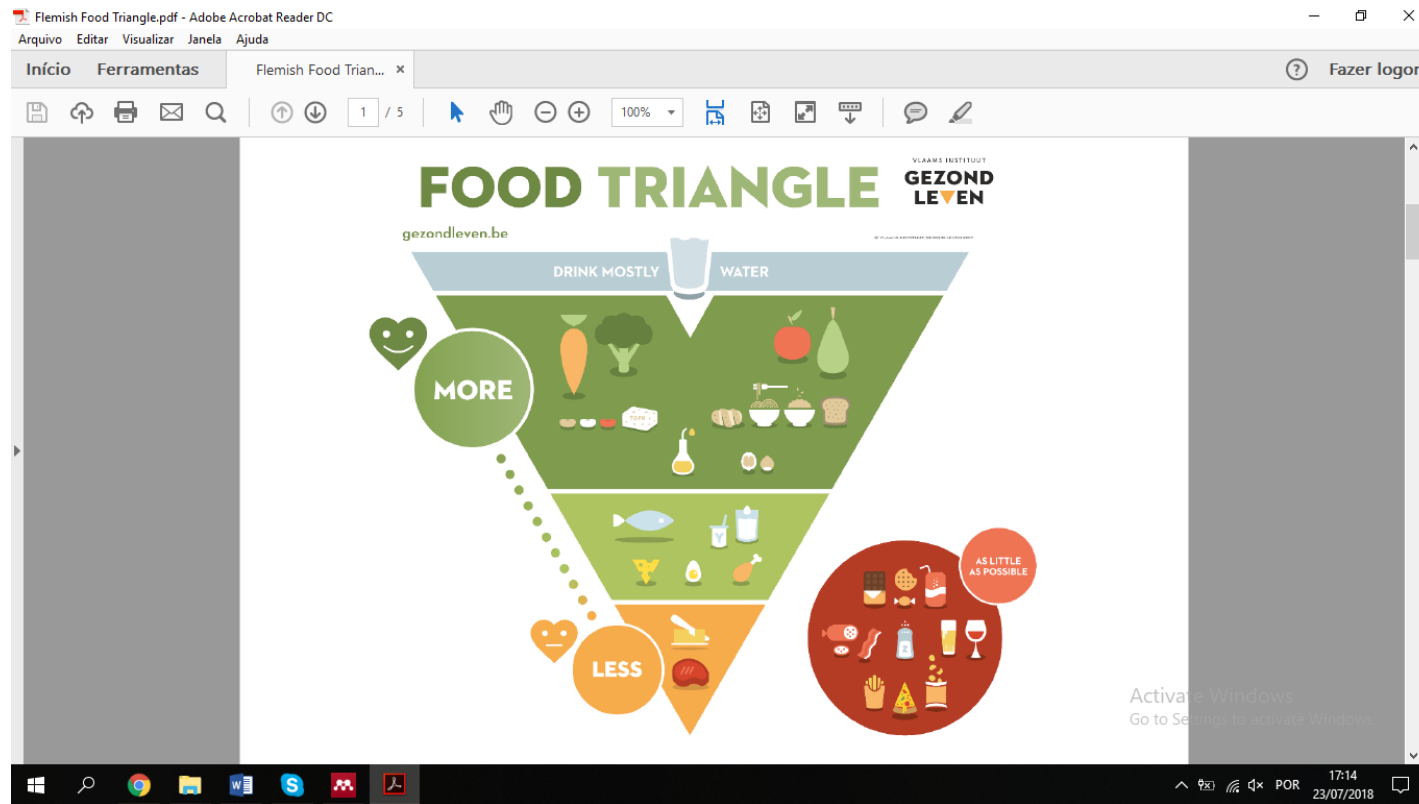 Flemish Food Triangle.pdf - Adobe Acrobat Reader DC
Arquivo Editar Visualizar Janela Ajuda
Início Ferramentas Flemish Food Trian... ×
? Fazer logor
1 / 5 100%
VLAAMS INSTITUUT
GEZOND
LEVEN
FOOD TRIANGLE
gezondleven.be
DRINK MOSTLY WATER
MORE
TOFU
Y
AS LITTLE
AS POSSIBLE
Z
LESS
Activate Windows
Go to Settings to activate Windows.
W S A
POR
17:14
23/07/2018